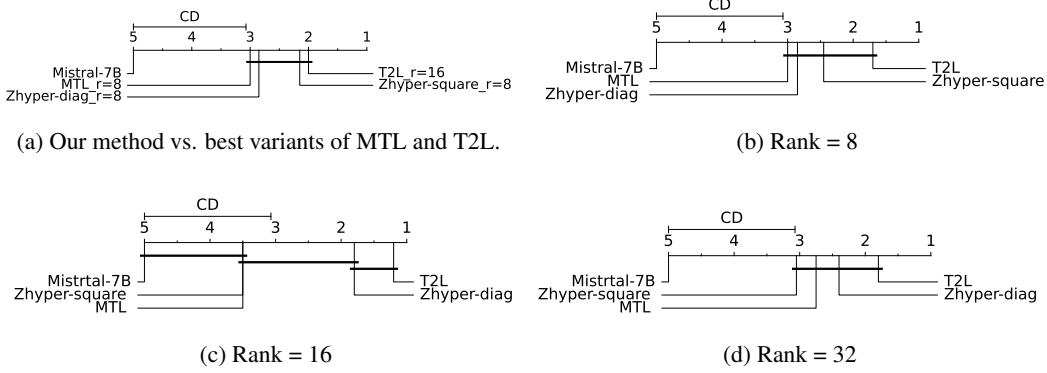 CD
5 4 3 2 1
Mistral-7B T2L_r=16
MTL_r=8 Zhyper-square_r=8
Zhyper-diag_r=8
(a) Our method vs. best variants of MTL and T2L.
CD
5 4 3 2 1
Mistral-7B T2L
MTL Zhyper-square
Zhyper-diag
(b) Rank = 8
CD
5 4 3 2 1
Mistrtal-7B T2L
Zhyper-square Zhyper-diag
MTL
(c) Rank = 16
CD
5 4 3 2 1
Mistrtal-7B T2L
Zhyper-square Zhyper-diag
MTL
(d) Rank = 32